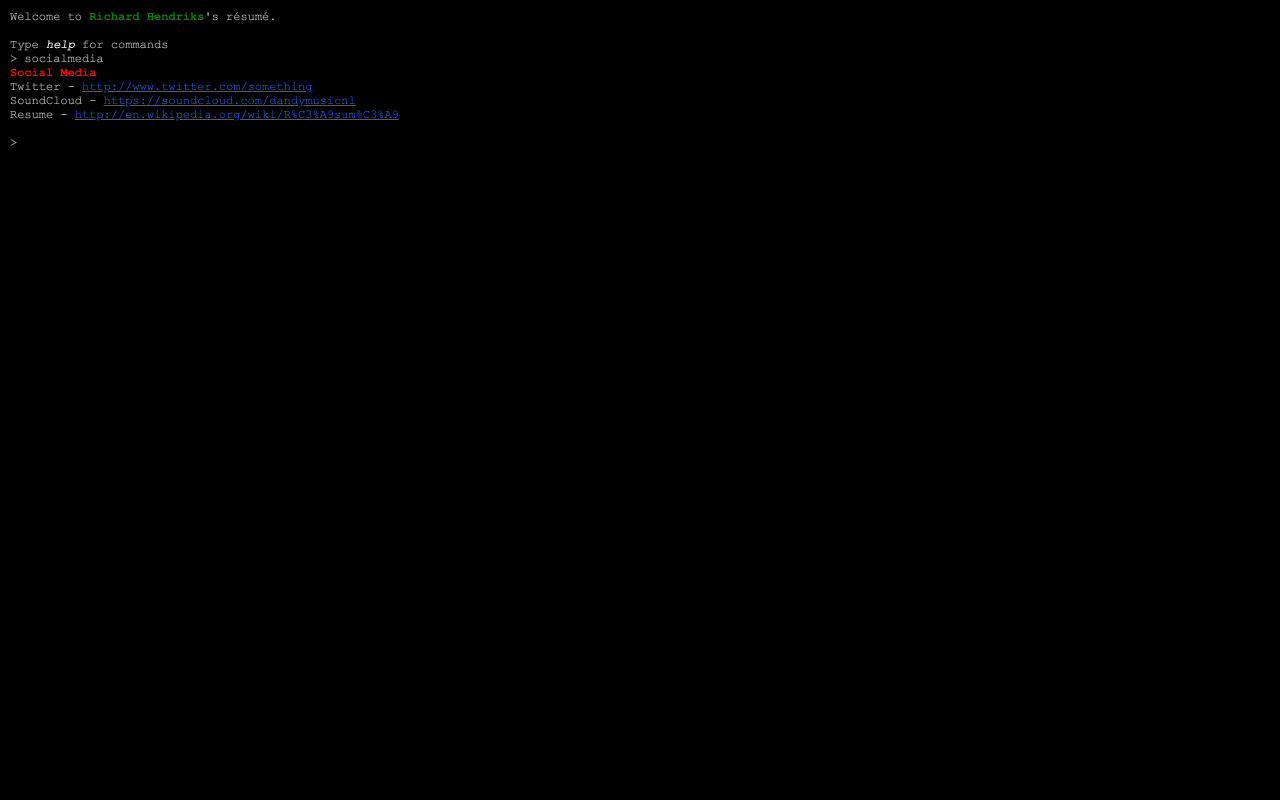 Welcome to Richard Hendriks's résumé.
Type help for commands
> socialmedia
Social Media
Twitter - http://www.twitter.com/something
SoundCloud - https://soundcloud.com/dandymusicnl
Resume - http://en.wikipedia.org/wiki/R%C3%A9sum%C3%A9
>